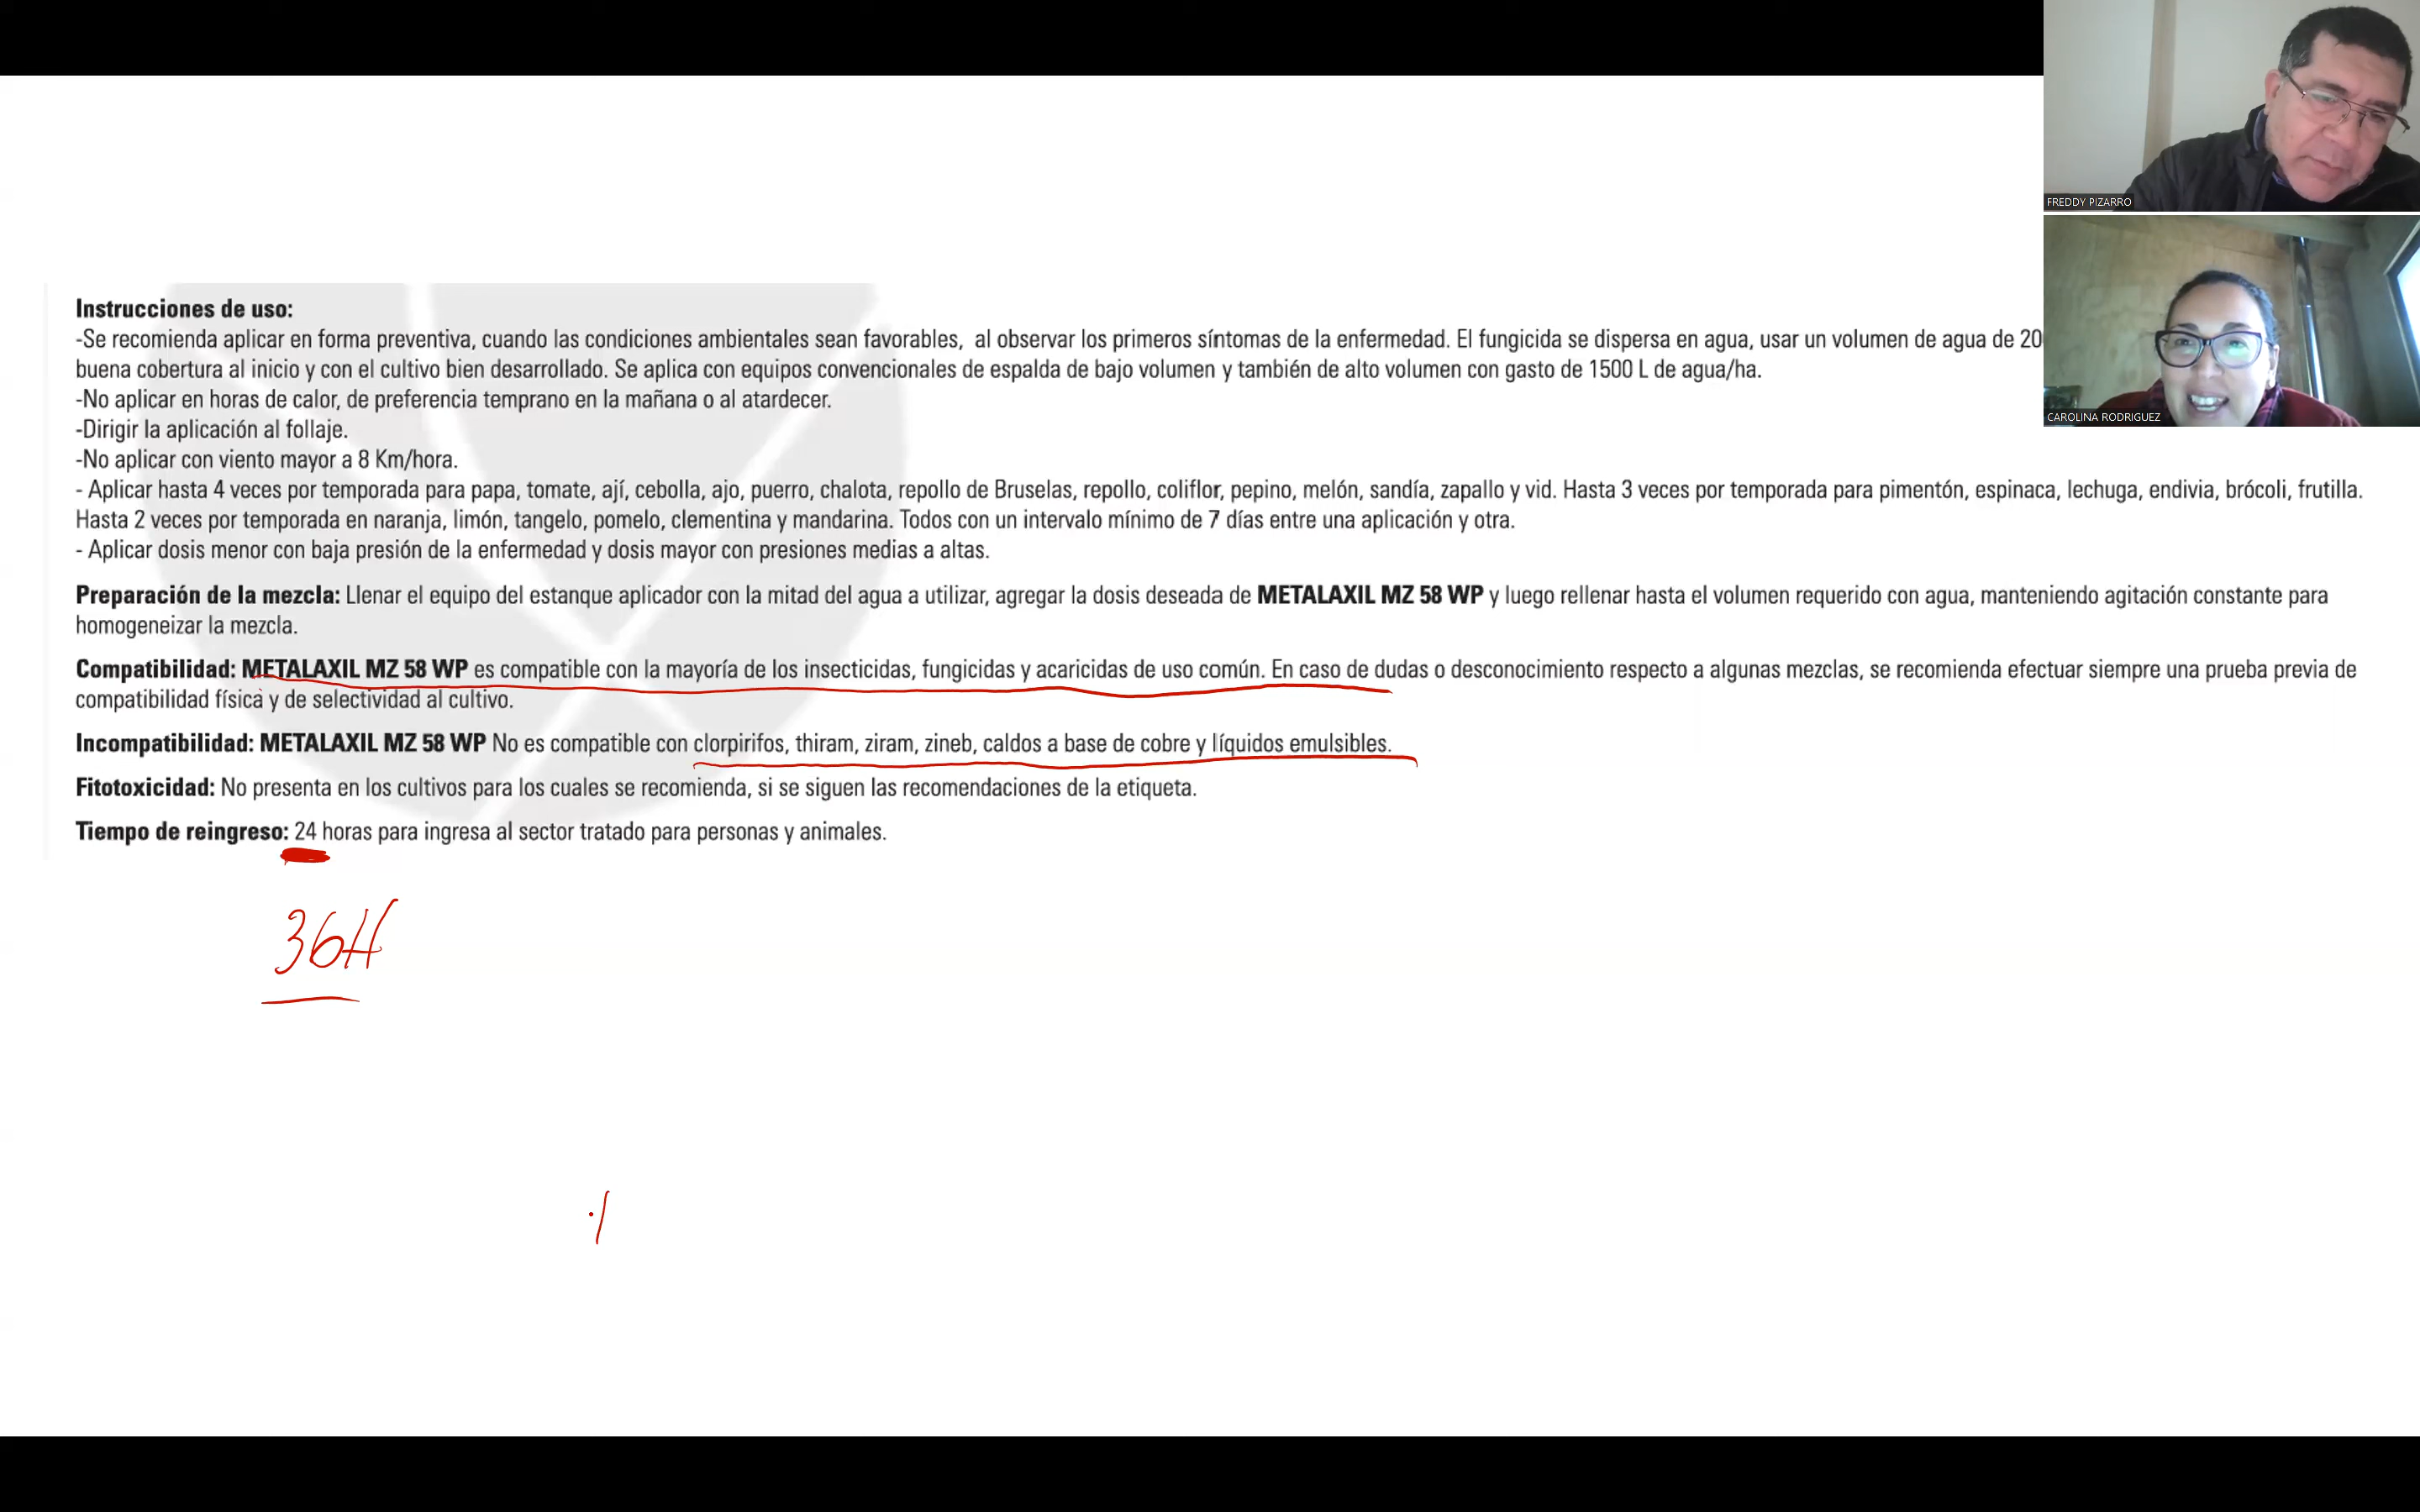 FREDDY PIZARRO
CAROLINA RODRIGUEZ
Instrucciones de uso:
-Se recomienda aplicar en forma preventiva, cuando las condiciones ambientales sean favorables, al observar los primeros síntomas de la enfermedad. El fungicida se dispersa en agua, usar un volumen de agua de 20
buena cobertura al inicio y con el cultivo bien desarrollado. Se aplica con equipos convencionales de espalda de bajo volumen y también de alto volumen con gasto de 1500 L de agua/ha.
-No aplicar en horas de calor, de preferencia temprano en la mañana o al atardecer.
-Dirigir la aplicación al follaje.
-No aplicar con viento mayor a 8 Km/hora.
- Aplicar hasta 4 veces por temporada para papa, tomate, ají, cebolla, ajo, puerro, chalota, repollo de Bruselas, repollo, coliflor, pepino, melón, sandía, zapallo y vid. Hasta 3 veces por temporada para pimentón, espinaca, lechuga, endivia, brócoli, frutilla.
Hasta 2 veces por temporada en naranja, limón, tangelo, pomelo, clementina y mandarina. Todos con un intervalo mínimo de 7 días entre una aplicación y otra.
- Aplicar dosis menor con baja presión de la enfermedad y dosis mayor con presiones medias a altas.
Preparación de la mezcla: Llenar el equipo del estanque aplicador con la mitad del agua a utilizar, agregar la dosis deseada de METALAXIL MZ 58 WP y luego rellenar hasta el volumen requerido con agua, manteniendo agitación constante para
homogeneizar la mezcla.
Compatibilidad: METALAXIL MZ 58 WP es compatible con la mayoría de los insecticidas, fungicidas y acaricidas de uso común. En caso de dudas o desconocimiento respecto a algunas mezclas, se recomienda efectuar siempre una prueba previa de
compatibilidad física y de selectividad al cultivo.
Incompatibilidad: METALAXIL MZ 58 WP No es compatible con clorpirifos, thiram, ziram, zineb, caldos a base de cobre y líquidos emulsibles.
Fitotoxicidad: No presenta en los cultivos para los cuales se recomienda, si se siguen las recomendaciones de la etiqueta.
Tiempo de reingreso: 24 horas para ingresa al sector tratado para personas y animales.
36H